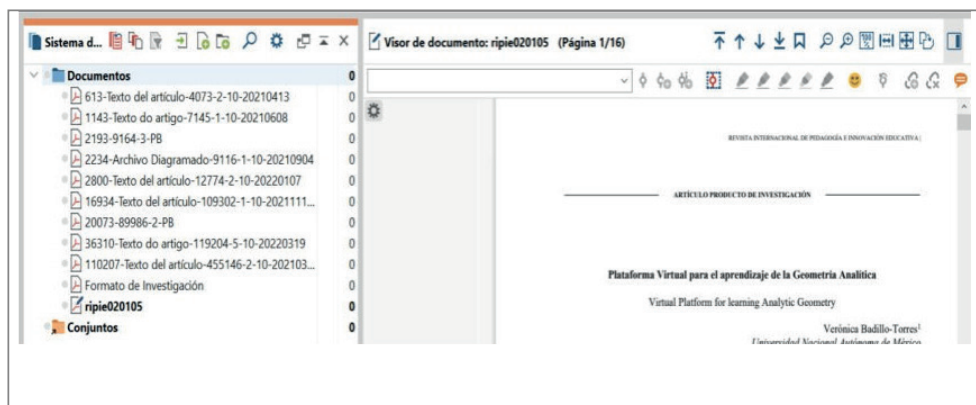 Sistema d...
Documentos 0
613-Texto del artículo-4073-2-10-20210413 0
1143-Texto do artigo-7145-1-10-20210608 0
2193-9164-3-PB 0
2234-Archivo Diagramado-9116-1-10-20210904 0
2800-Texto del artículo-12774-2-10-20220107 0
16934-Texto del artículo-109302-1-10-2021111... 0
20073-89986-2-PB 0
36310-Texto do artigo-119204-5-10-20220319 0
110207-Texto del artículo-455146-2-10-202103... 0
Formato de Investigación 0
ripie020105 0
Conjuntos 0
Visor de documento: ripie020105 (Página 1/16)
REVISTA INTERNACIONAL DE PEDAGOGÍA E INNOVACIÓN EDUCATIVA |
ARTÍCULO PRODUCTO DE INVESTIGACIÓN
Plataforma Virtual para el aprendizaje de la Geometría Analítica
Virtual Platform for learning Analytic Geometry
Verónica Badillo-Torres¹
Universidad Nacional Autónoma de México